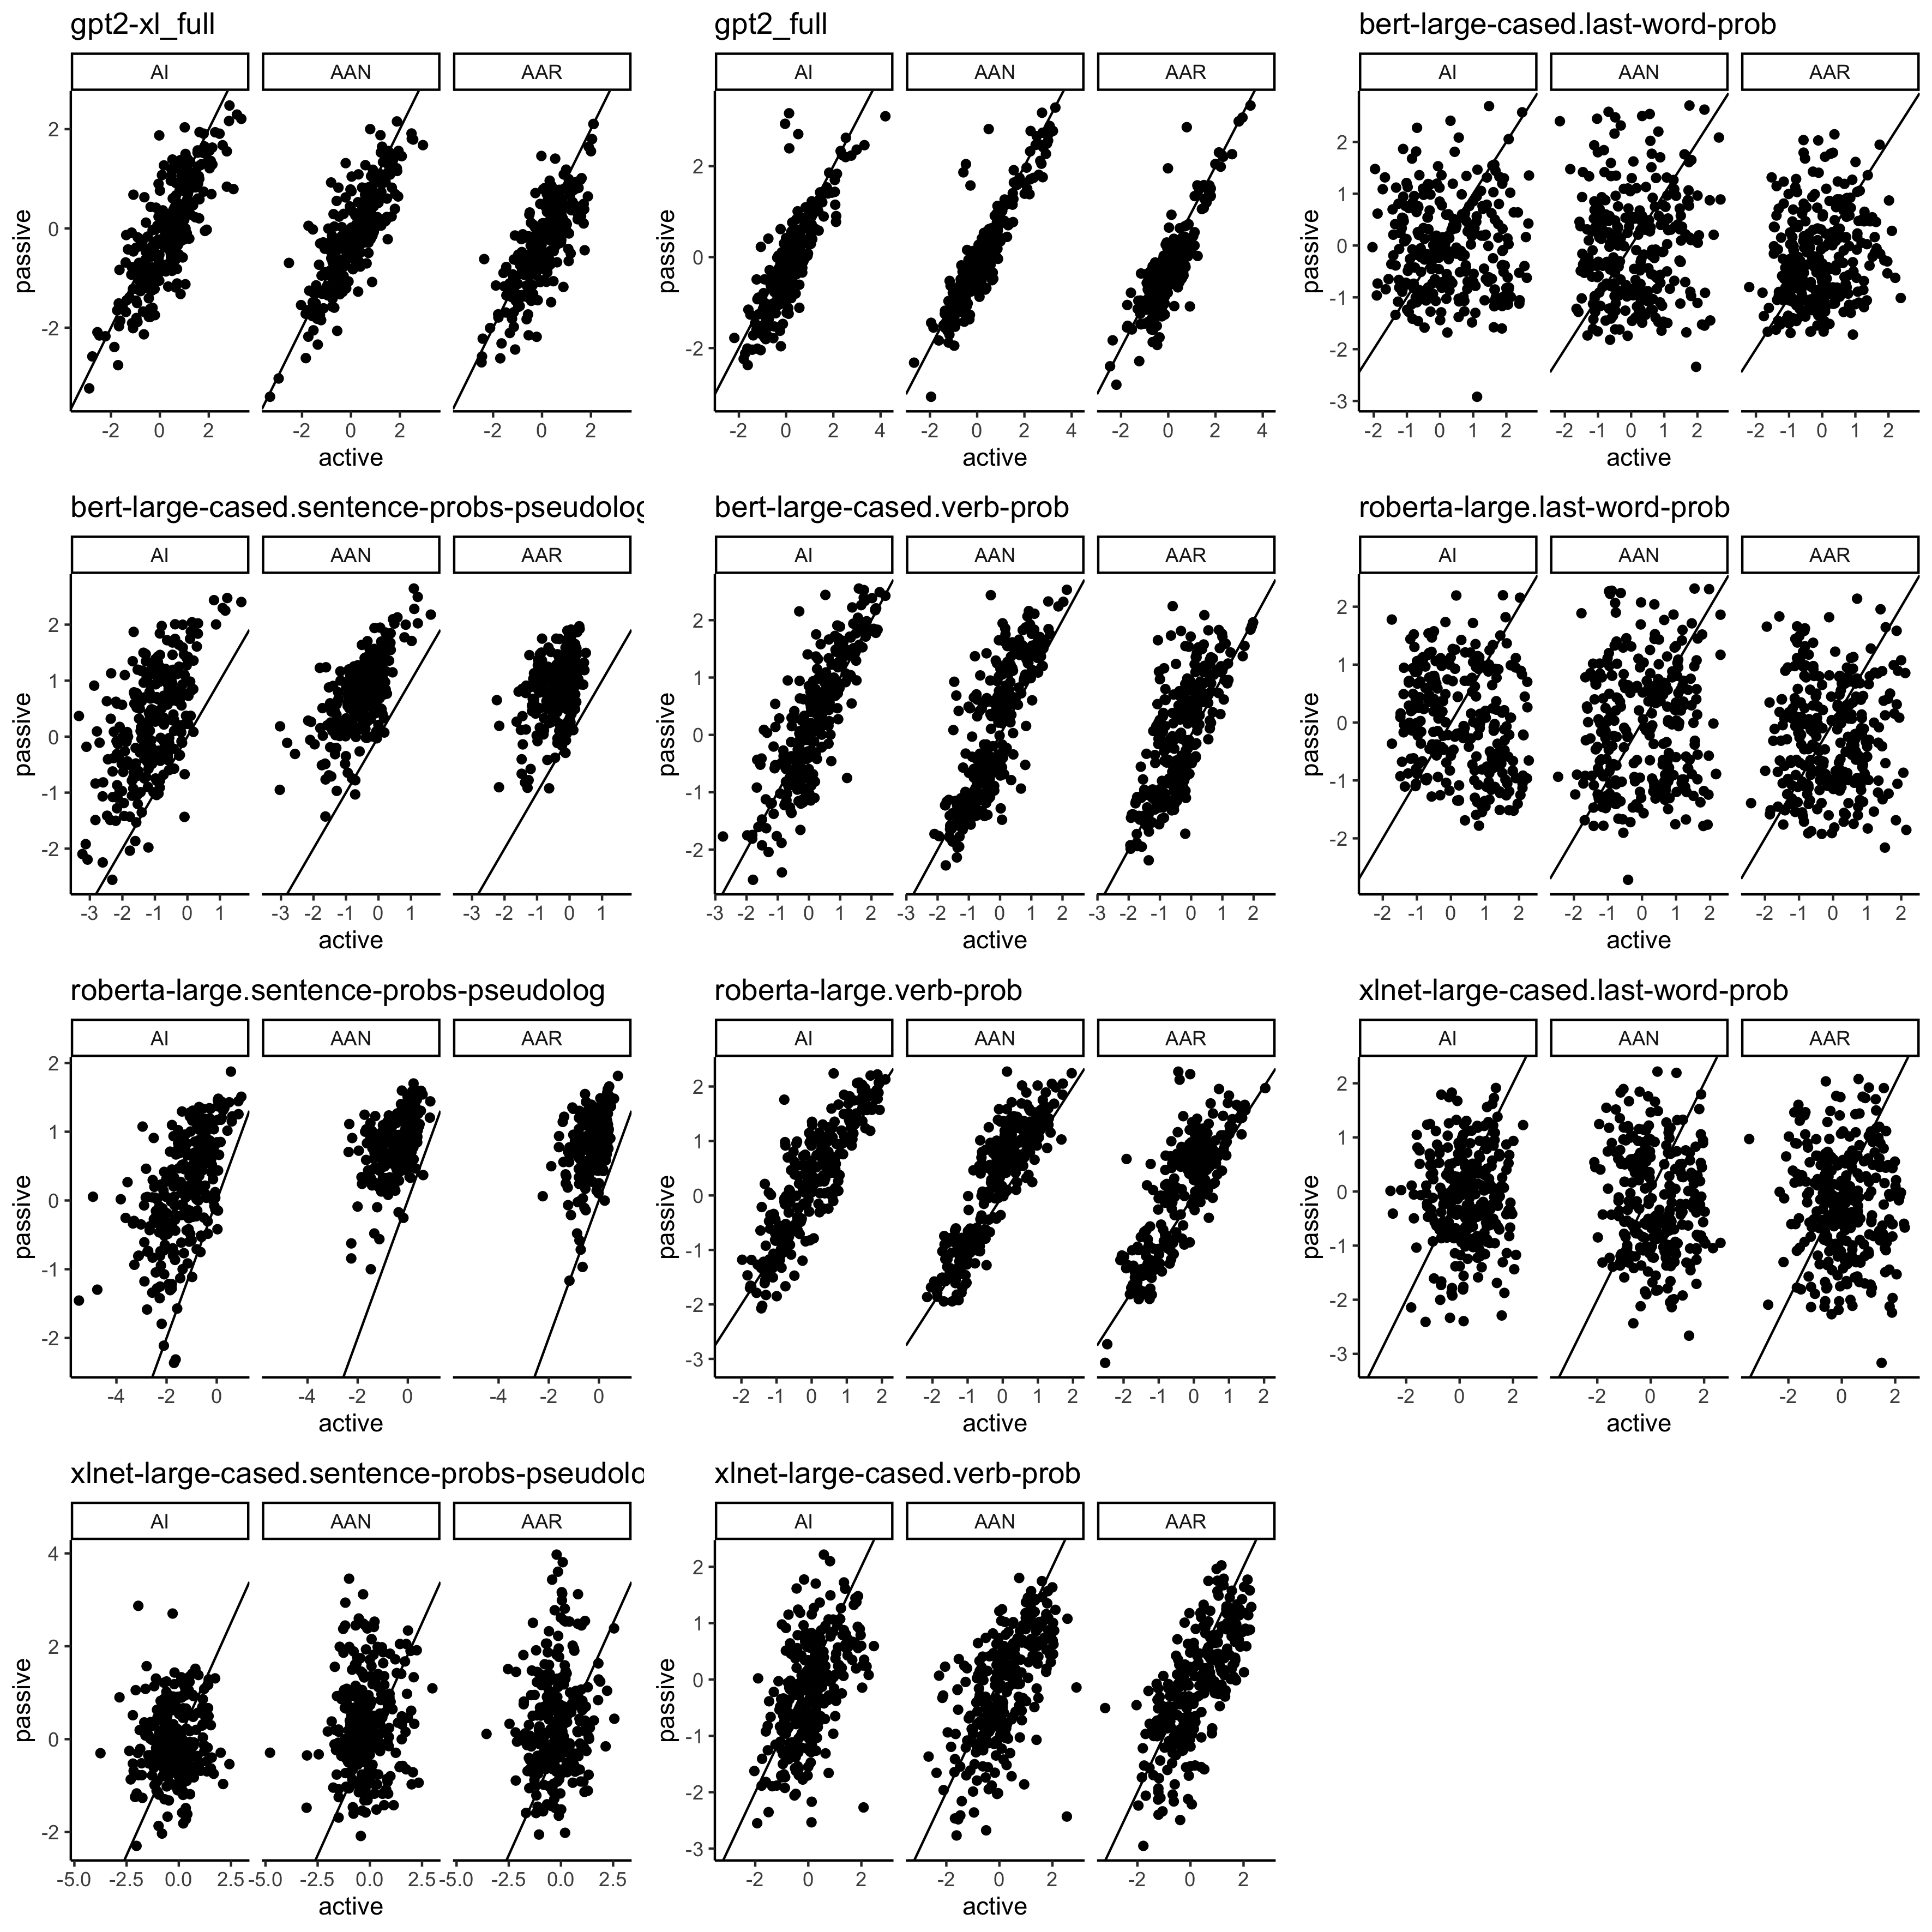 gpt2-xl_full
AI AAN AAR
2
0
-2
passive
-2 0 2 -2 0 2 -2 0 2
active
gpt2_full
AI AAN AAR
2
0
-2
passive
-2 0 2 4 -2 0 2 4 -2 0 2 4
active
bert-large-cased.last-word-prob
AI AAN AAR
2
1
0
-1
-2
-3
passive
-2 -1 0 1 2 -2 -1 0 1 2 -2 -1 0 1 2
active
bert-large-cased.sentence-probs-pseudolog
AI AAN AAR
2
1
0
-1
-2
passive
-3 -2 -1 0 1 -3 -2 -1 0 1 -3 -2 -1 0 1
active
bert-large-cased.verb-prob
AI AAN AAR
2
1
0
-1
-2
passive
-3 -2 -1 0 1 2 -3 -2 -1 0 1 2 -3 -2 -1 0 1 2
active
roberta-large.last-word-prob
AI AAN AAR
2
1
0
-1
-2
passive
-2 -1 0 1 2 -2 -1 0 1 2 -2 -1 0 1 2
active
roberta-large.sentence-probs-pseudolog
AI AAN AAR
2
1
0
-1
-2
passive
-4 -2 0 -4 -2 0 -4 -2 0
active
roberta-large.verb-prob
AI AAN AAR
2
1
0
-1
-2
-3
passive
-2 -1 0 1 2 -2 -1 0 1 2 -2 -1 0 1 2
active
xlnet-large-cased.last-word-prob
AI AAN AAR
2
1
0
-1
-2
-3
passive
-2 0 2 -2 0 2 -2 0 2
active
xlnet-large-cased.sentence-probs-pseudolo
AI AAN AAR
4
2
0
-2
passive
-5.0 -2.5 0.0 2.5 -5.0 -2.5 0.0 2.5 -5.0 -2.5 0.0 2.5
active
xlnet-large-cased.verb-prob
AI AAN AAR
2
1
0
-1
-2
-3
passive
-2 0 2 -2 0 2 -2 0 2
active